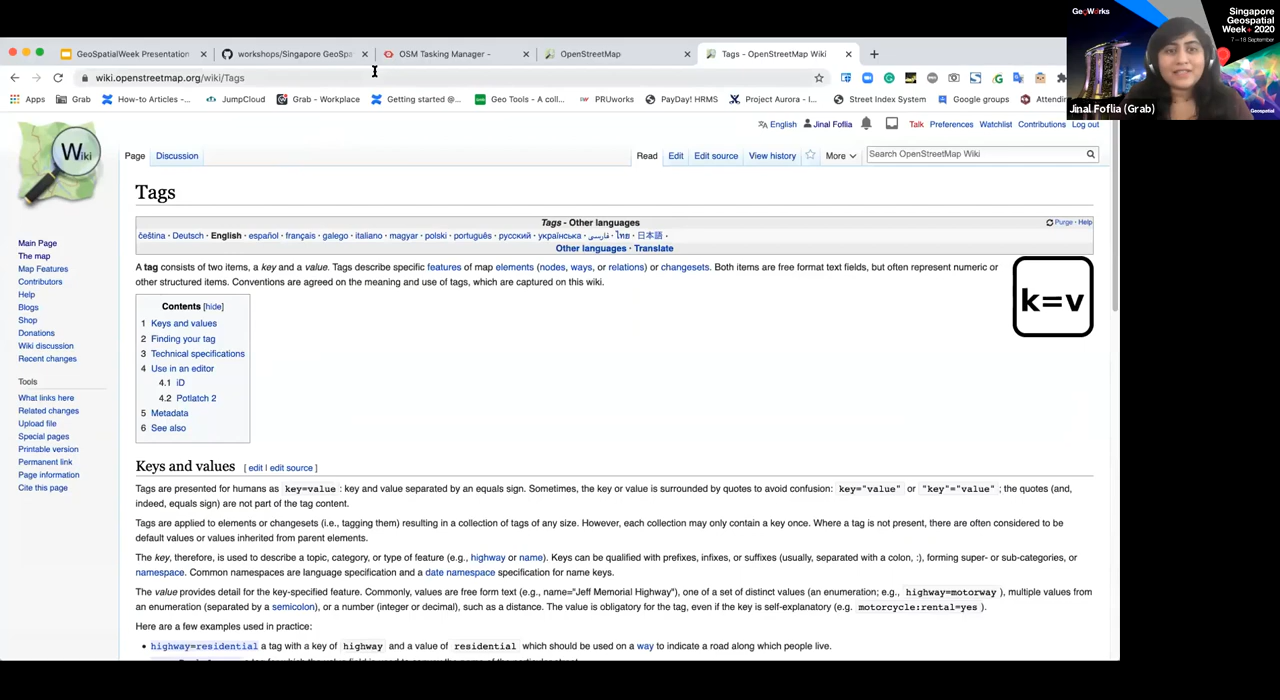 GeoSpatialWeek Presentation
workshops/Singapore GeoSpa
OSM Tasking Manager -
OpenStreetMap
Tags - OpenStreetMap Wiki
wiki.openstreetmap.org/wiki/Tags
Apps
Grab
How-to Articles -...
JumpCloud
Grab - Workplace
Getting started @...
Geo Tools - A coll...
PRUworks
PayDay! HRMS
Project Aurora - I...
Street Index System
Google groups
Attendin
GeoWorks
Singapore
Geospatial
Week+ 2020
7—18 September
Geospatial
Jinal Foflia (Grab)
English
Jinal Foflia
Talk
Preferences
Watchlist
Contributions
Log out
Wiki
Page
Discussion
Read
Edit
Edit source
View history
More
Search OpenStreetMap Wiki
Main Page
The map
Map Features
Contributors
Help
Blogs
Shop
Donations
Wiki discussion
Recent changes
Tools
What links here
Related changes
Upload file
Special pages
Printable version
Permanent link
Page information
Cite this page
Tags
Tags - Other languages
Purge · Help
čeština · Deutsch · English · español · français · galego · italiano · magyar · polski · português · русский · українська · فارسی · ไทย · 日本語 ·
Other languages · Translate
A tag consists of two items, a key and a value. Tags describe specific features of map elements (nodes, ways, or relations) or changesets. Both items are free format text fields, but often represent numeric or
other structured items. Conventions are agreed on the meaning and use of tags, which are captured on this wiki.
k=v
Contents [hide]
1 Keys and values
2 Finding your tag
3 Technical specifications
4 Use in an editor
4.1 iD
4.2 Potlatch 2
5 Metadata
6 See also
Keys and values [ edit | edit source ]
Tags are presented for humans as key=value : key and value separated by an equals sign. Sometimes, the key or value is surrounded by quotes to avoid confusion: key="value" or "key"="value" ; the quotes (and,
indeed, equals sign) are not part of the tag content.
Tags are applied to elements or changesets (i.e., tagging them) resulting in a collection of tags of any size. However, each collection may only contain a key once. Where a tag is not present, there are often considered to be
default values or values inherited from parent elements.
The key, therefore, is used to describe a topic, category, or type of feature (e.g., highway or name). Keys can be qualified with prefixes, infixes, or suffixes (usually, separated with a colon, :), forming super- or sub-categories, or
namespace. Common namespaces are language specification and a date namespace specification for name keys.
The value provides detail for the key-specified feature. Commonly, values are free form text (e.g., name="Jeff Memorial Highway"), one of a set of distinct values (an enumeration; e.g., highway=motorway ), multiple values from
an enumeration (separated by a semicolon), or a number (integer or decimal), such as a distance. The value is obligatory for the tag, even if the key is self-explanatory (e.g. motorcycle:rental=yes ).
Here are a few examples used in practice:
• highway=residential a tag with a key of highway and a value of residential which should be used on a way to indicate a road along which people live.